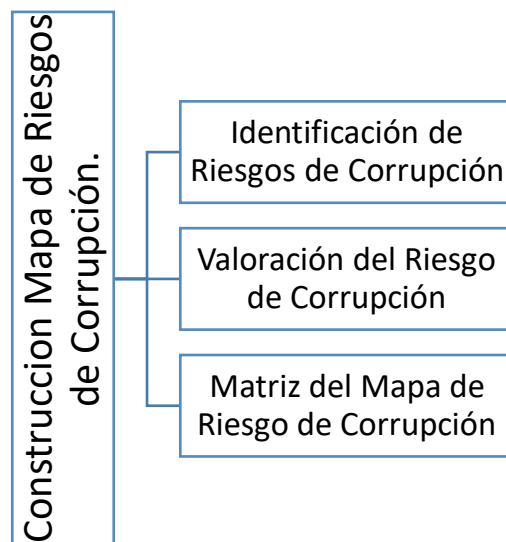 Construccion Mapa de Riesgos
de Corrupción.
Identificación de
Riesgos de Corrupción
Valoración del Riesgo
de Corrupción
Matriz del Mapa de
Riesgo de Corrupción